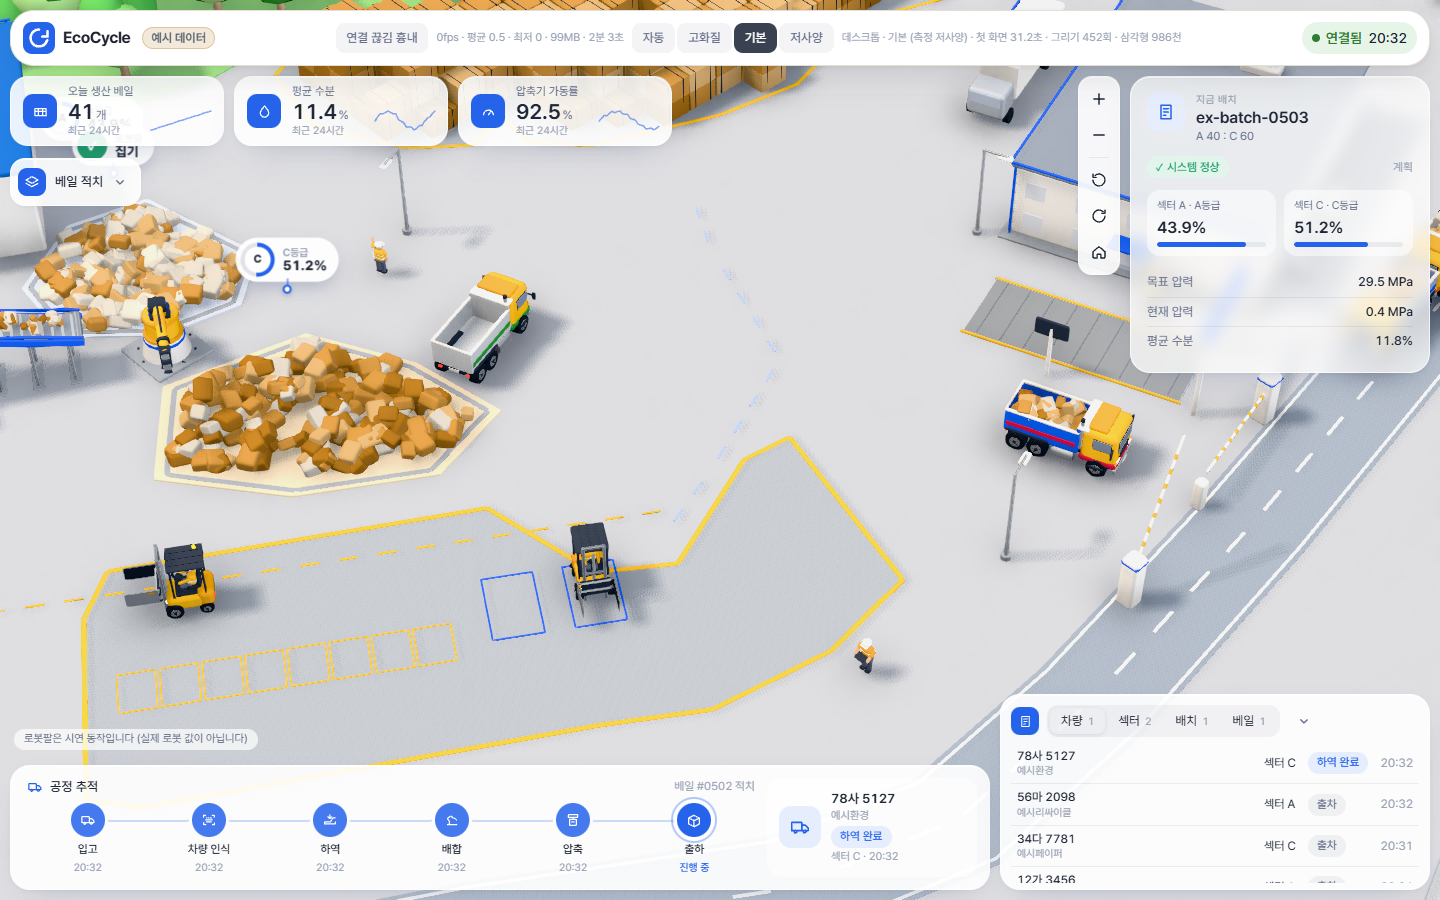 EcoCycle
예시 데이터
연결 끊김 흉내
0fps · 평균 0.5 · 최저 0 · 99MB · 2분 3초
자동
고화질
기본
저사양
데스크톱 · 기본 (측정 저사양) · 첫 화면 31.2초 · 그리기 452회 · 삼각형 986천
연결됨 20:32
오늘 생산 베일
41 개
최근 24시간
평균 수분
11.4 %
최근 24시간
압축기 가동률
92.5 %
최근 24시간
집기
베일 적치
C
C등급
51.2%
지금 배치
ex-batch-0503
A 40 : C 60
✓ 시스템 정상
계획
섹터 A · A등급
43.9%
섹터 C · C등급
51.2%
목표 압력
29.5 MPa
현재 압력
0.4 MPa
평균 수분
11.8%
로봇팔은 시연 동작입니다 (실제 로봇 값이 아닙니다)
공정 추적
베일 #0502 적치
입고
20:32
차량 인식
20:32
하역
20:32
배합
20:32
압축
20:32
출하
진행 중
78사 5127
예시환경
하역 완료
섹터 C · 20:32
차량 1
섹터 2
배치 1
베일 1
78사 5127
예시환경
섹터 C
하역 완료
20:32
56마 2098
예시리싸이클
섹터 A
출차
20:32
34다 7781
예시페이퍼
섹터 C
출차
20:31
12가 3456